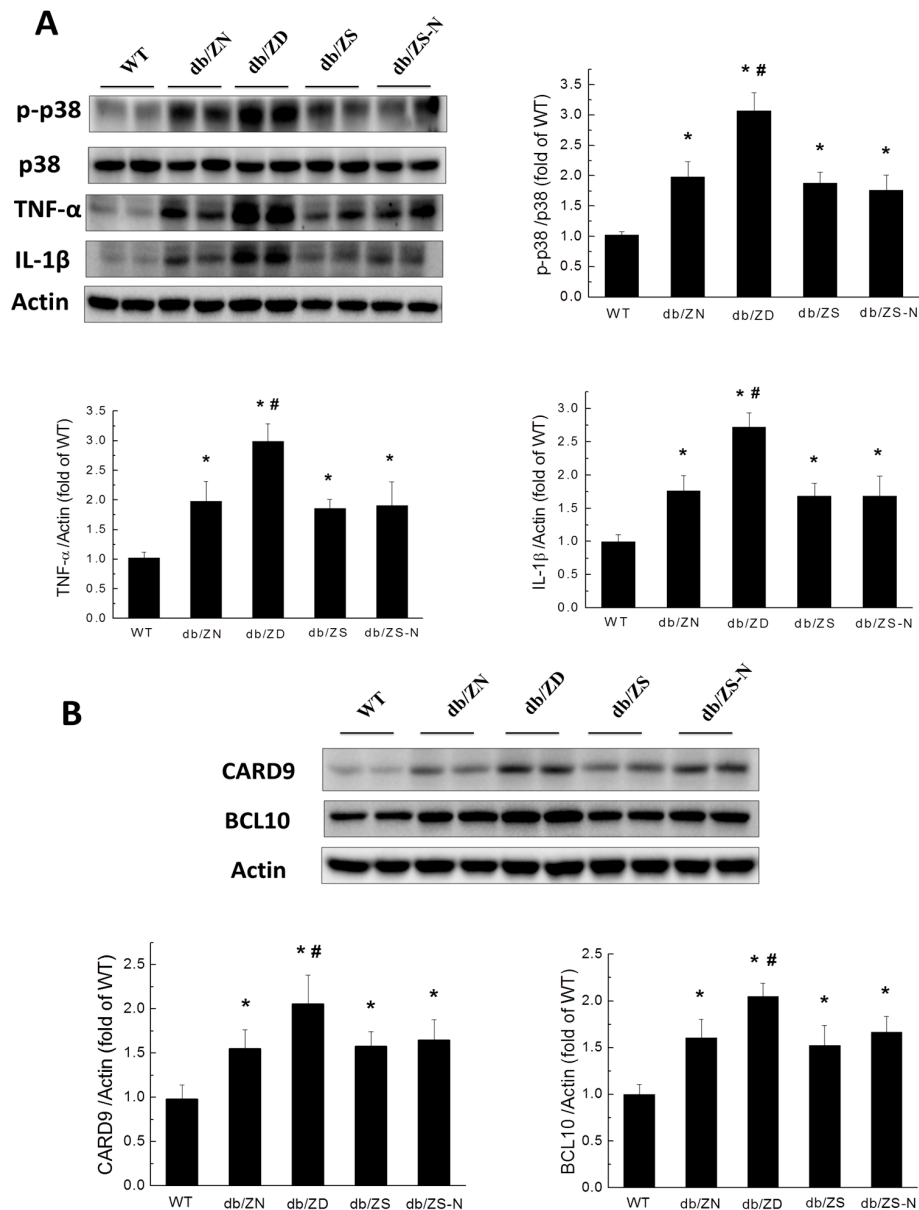 A
WT db/ZN db/ZD db/ZS db/ZS-N
p-p38
p38
TNF-α
IL-1β
Actin
p-p38 /p38 (fold of WT)
3.5
3.0
2.5
2.0
1.5
1.0
0.5
0.0
* * # * *
WT db/ZN db/ZD db/ZS db/ZS-N
TNF-α /Actin (fold of WT)
3.5
3.0
2.5
2.0
1.5
1.0
0.5
0.0
* * # * *
WT db/ZN db/ZD db/ZS db/ZS-N
IL-1β /Actin (fold of WT)
3.0
2.5
2.0
1.5
1.0
0.5
0.0
* * # * *
WT db/ZN db/ZD db/ZS db/ZS-N
B
WT db/ZN db/ZD db/ZS db/ZS-N
CARD9
BCL10
Actin
CARD9 /Actin (fold of WT)
2.5
2.0
1.5
1.0
0.5
0.0
* * # * *
WT db/ZN db/ZD db/ZS db/ZS-N
BCL10 /Actin (fold of WT)
2.5
2.0
1.5
1.0
0.5
0.0
* * # * *
WT db/ZN db/ZD db/ZS db/ZS-N